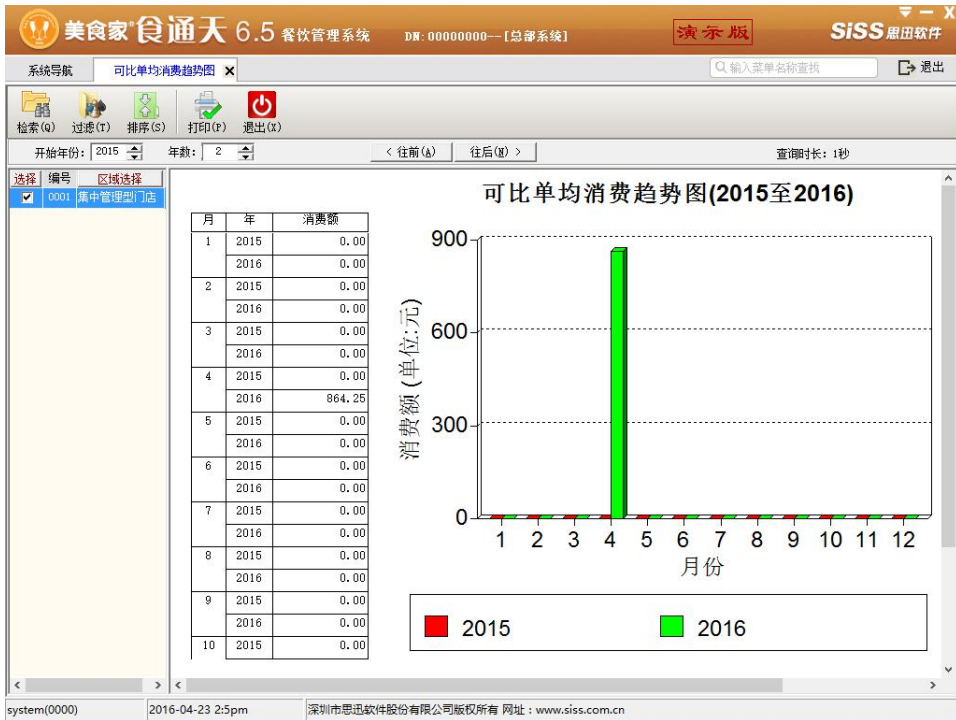 美食家®食通天 6.5 餐饮管理系统 DN:00000000--[总部系统] 演示版 SiSS 思迅软件
系统导航 可比单均消费趋势图 X 输入菜单名称查找 退出
检索(Q) 过滤(T) 排序(S) 打印(P) 退出(X)
开始年份: 2015 年数: 2 < 往前(A) 往后(N) > 查询时长: 1秒
选择 编号 区域选择
0001 集中管理型门店
可比单均消费趋势图(2015至2016)
月 年 消费额
1 2015 0.00
2016 0.00
2 2015 0.00
2016 0.00
3 2015 0.00
2016 0.00
4 2015 0.00
2016 864.25
5 2015 0.00
2016 0.00
6 2015 0.00
2016 0.00
7 2015 0.00
2016 0.00
8 2015 0.00
2016 0.00
9 2015 0.00
2016 0.00
10 2015 0.00
消费额 (单位:元)
900
600
300
0
1 2 3 4 5 6 7 8 9 10 11 12
月份
2015 2016
system(0000) 2016-04-23 2:5pm 深圳市思迅软件股份有限公司版权所有 网址：www.siss.com.cn